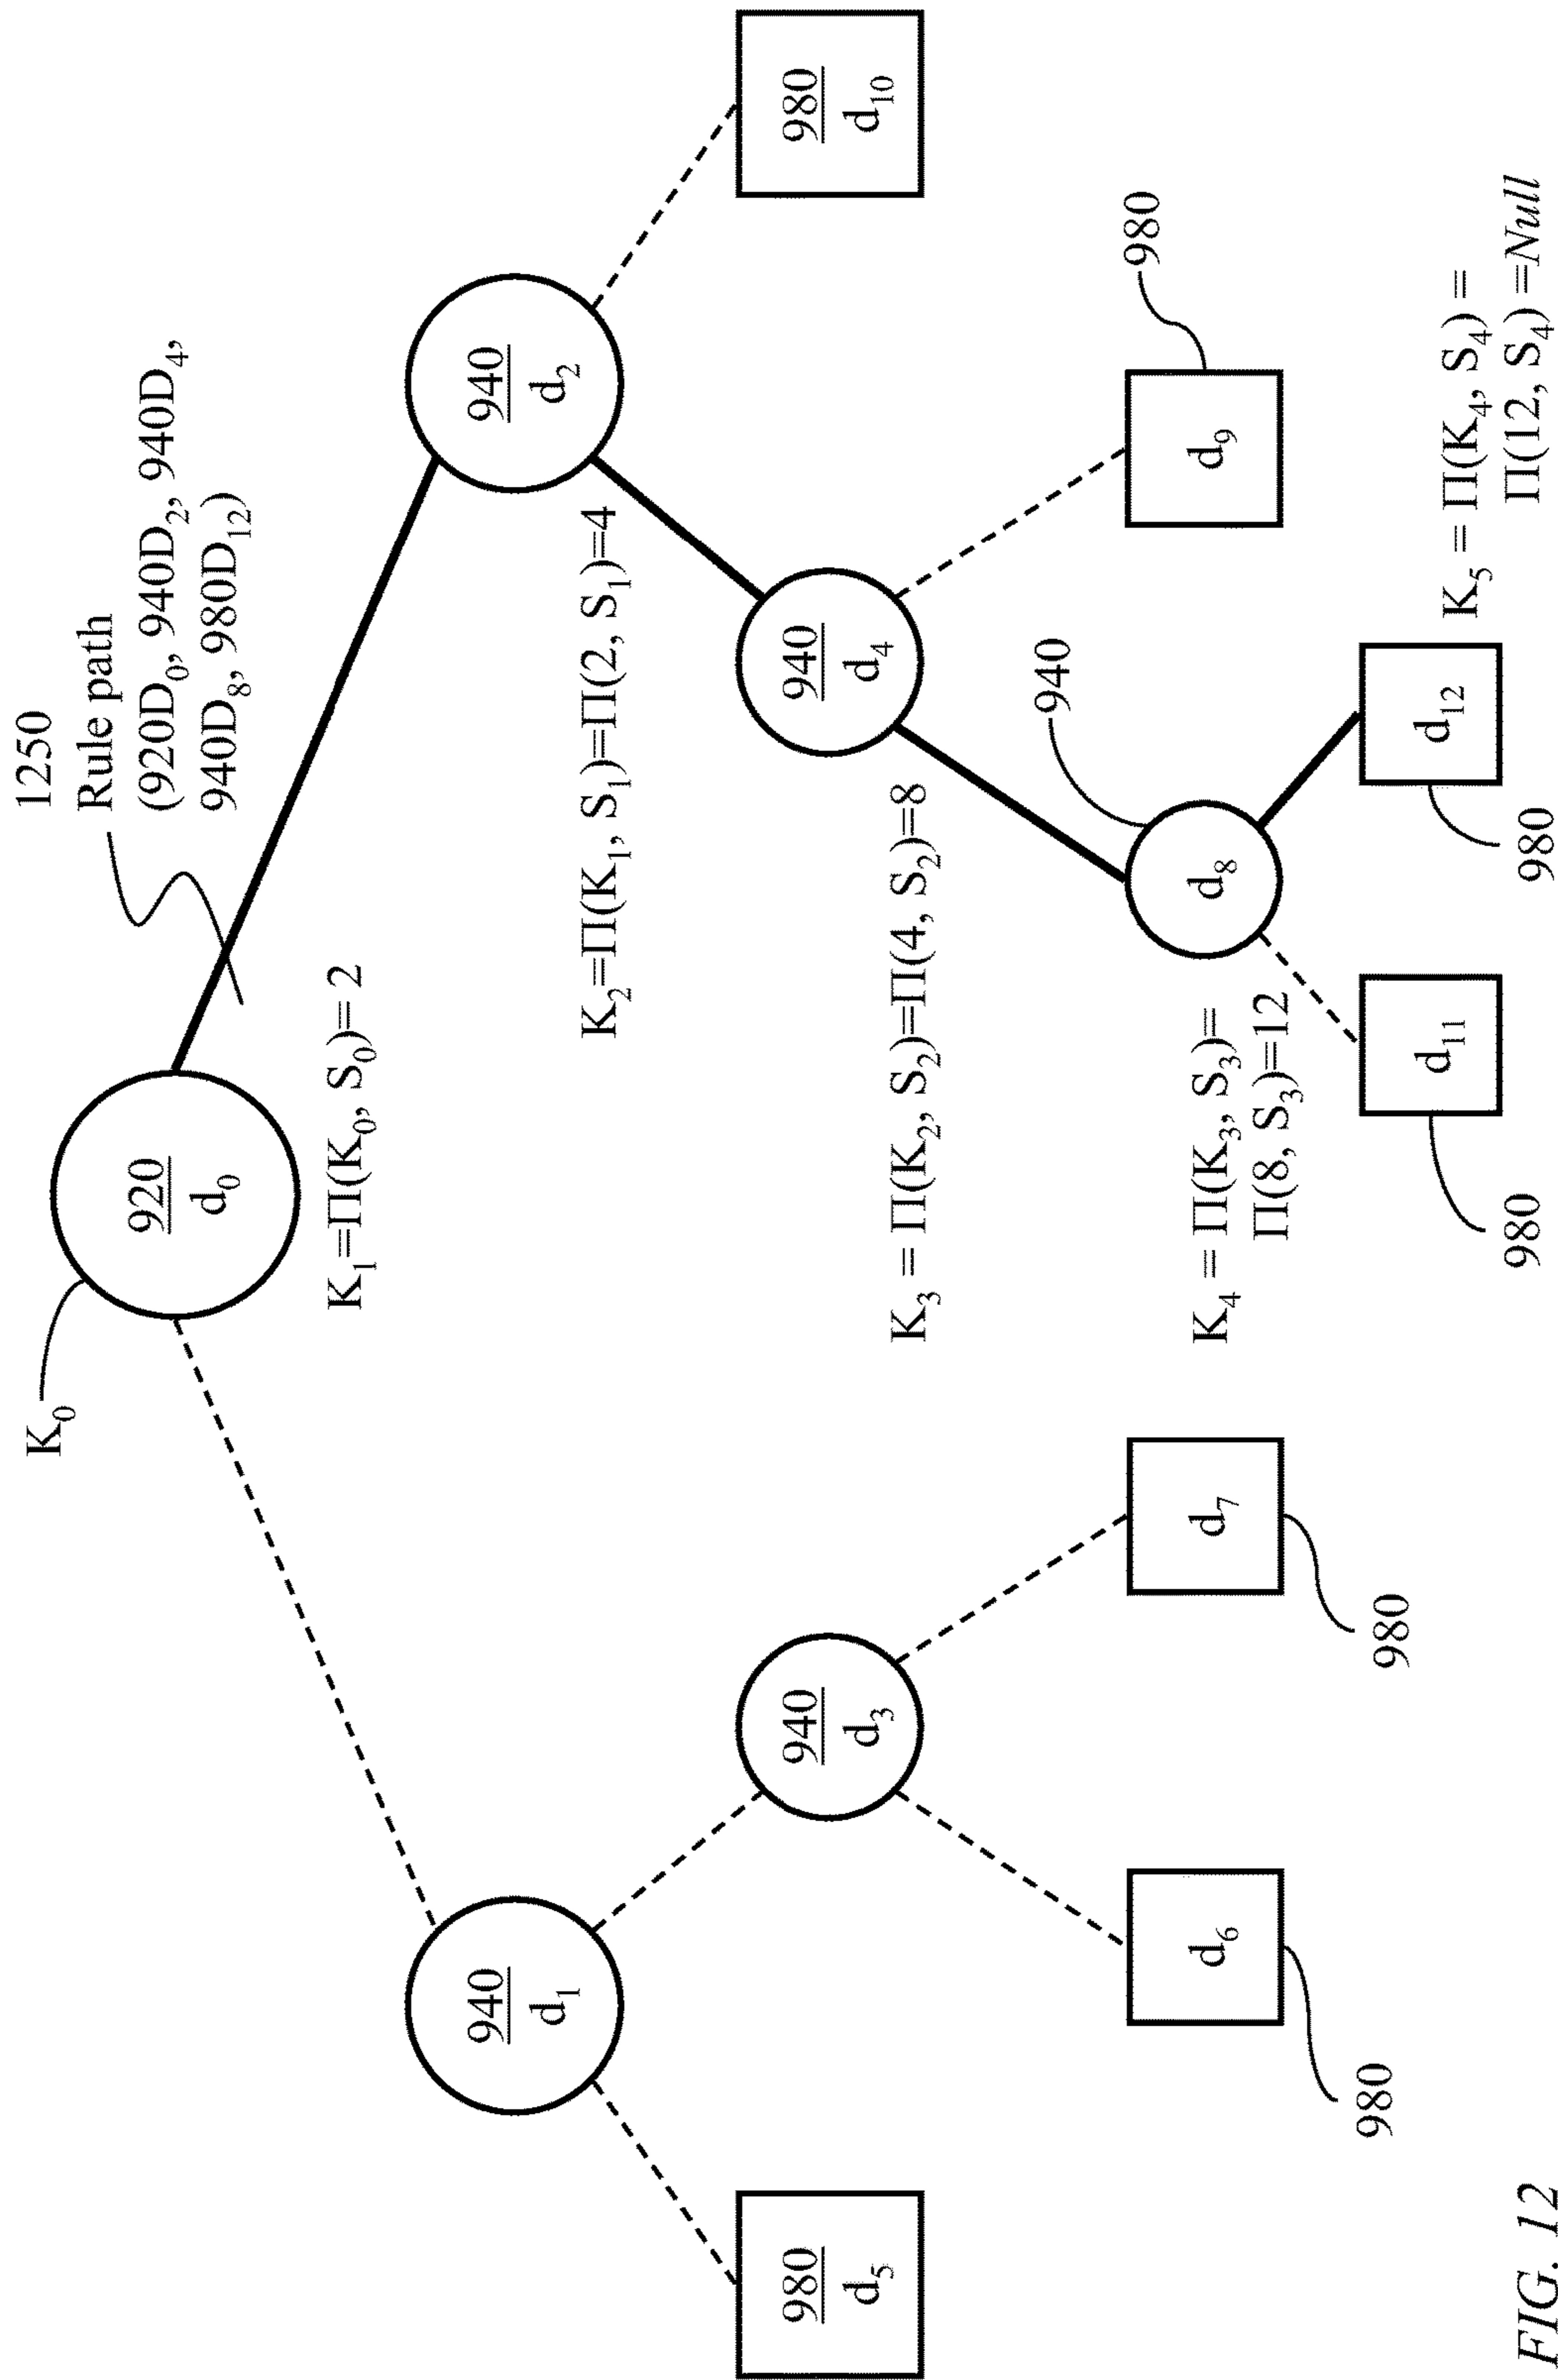 1250
Rule path
(920D₀, 940D₂, 940D₄,
940D₈, 980D₁₂)
K₀
920
d₀
K₁=Π(K₀, S₀)= 2
940
d₁
940
d₂
K₂=Π(K₁, S₁)=Π(2, S₁)=4
980
d₅
940
d₃
940
d₄
980
d₁₀
K₃ = Π(K₂, S₂)=Π(4, S₂)=8
940
980
d₆
d₇
d₈
d₉
980
980
K₄ = Π(K₃, S₃)=
Π(8, S₃)=12
d₁₁
d₁₂
980
980
K₅ = Π(K₄, S₄) =
Π(12, S₄) =Null
FIG. 12